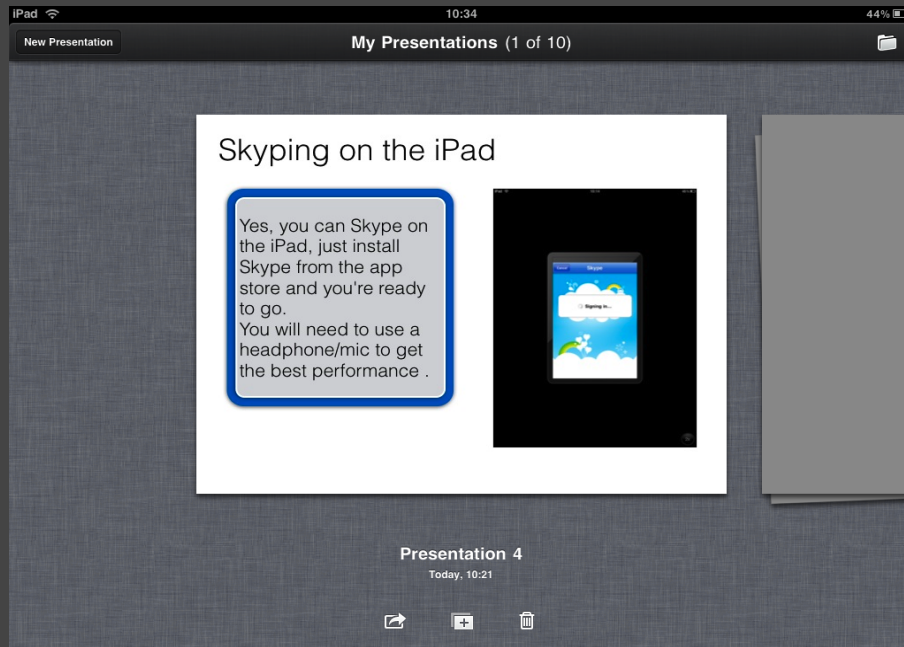 iPad 10:34 44%
New Presentation My Presentations (1 of 10)
Skyping on the iPad
Yes, you can Skype on
the iPad, just install
Skype from the app
store and you're ready
to go.
You will need to use a
headphone/mic to get
the best performance .
Skype
Signing in...
Presentation 4
Today, 10:21